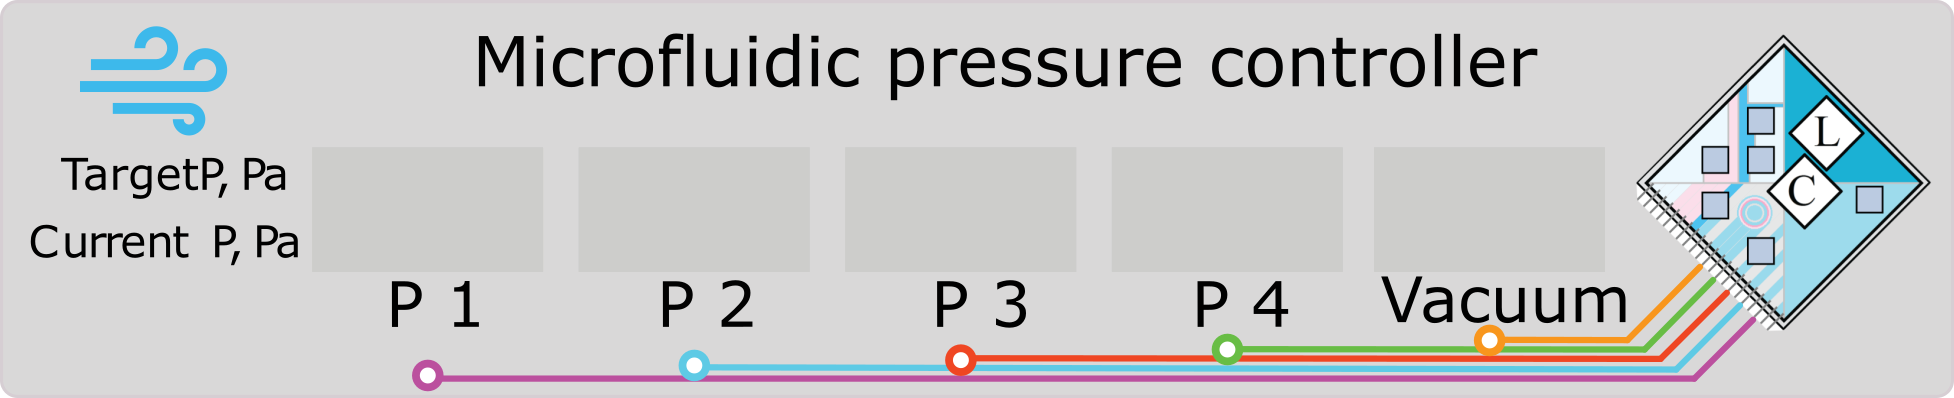 Microfluidic pressure controller
TargetP, Pa
Current P, Pa
P 1
P 2
P 3
P 4
Vacuum
L
C